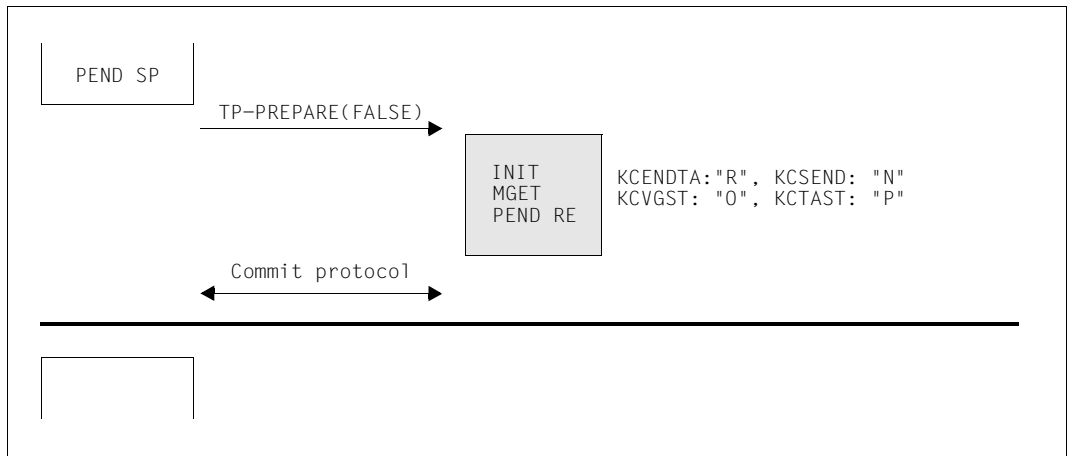 PEND SP
TP-PREPARE(FALSE)
INIT
MGET
PEND RE
KCENDTA:"R", KCSEND: "N"
KCVGST: "O", KCTAST: "P"
Commit protocol